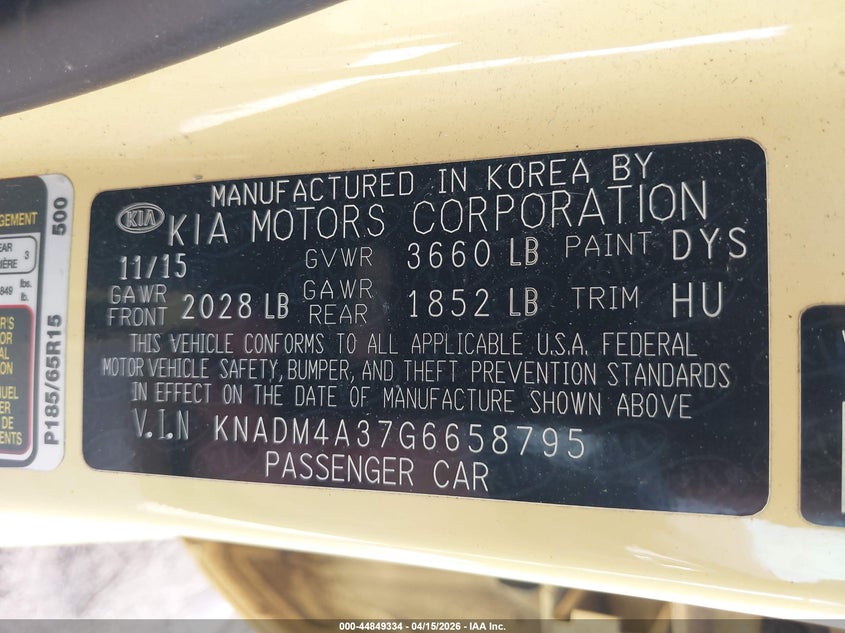 MANUFACTURED IN KOREA BY
KIA
KIA MOTORS CORPORATION
11/15 GVWR 3660 LB PAINT DYS
GAWR FRONT 2028 LB GAWR REAR 1852 LB TRIM HU
THIS VEHICLE CONFORMS TO ALL APPLICABLE U.S.A. FEDERAL
MOTOR VEHICLE SAFETY, BUMPER, AND THEFT PREVENTION STANDARDS
IN EFFECT ON THE DATE OF MANUFACTURE SHOWN ABOVE
V.I.N KNADM4A37G6658795
PASSENGER CAR
P185/65R15 500
000-44849334 - 04/15/2026 - IAA Inc.